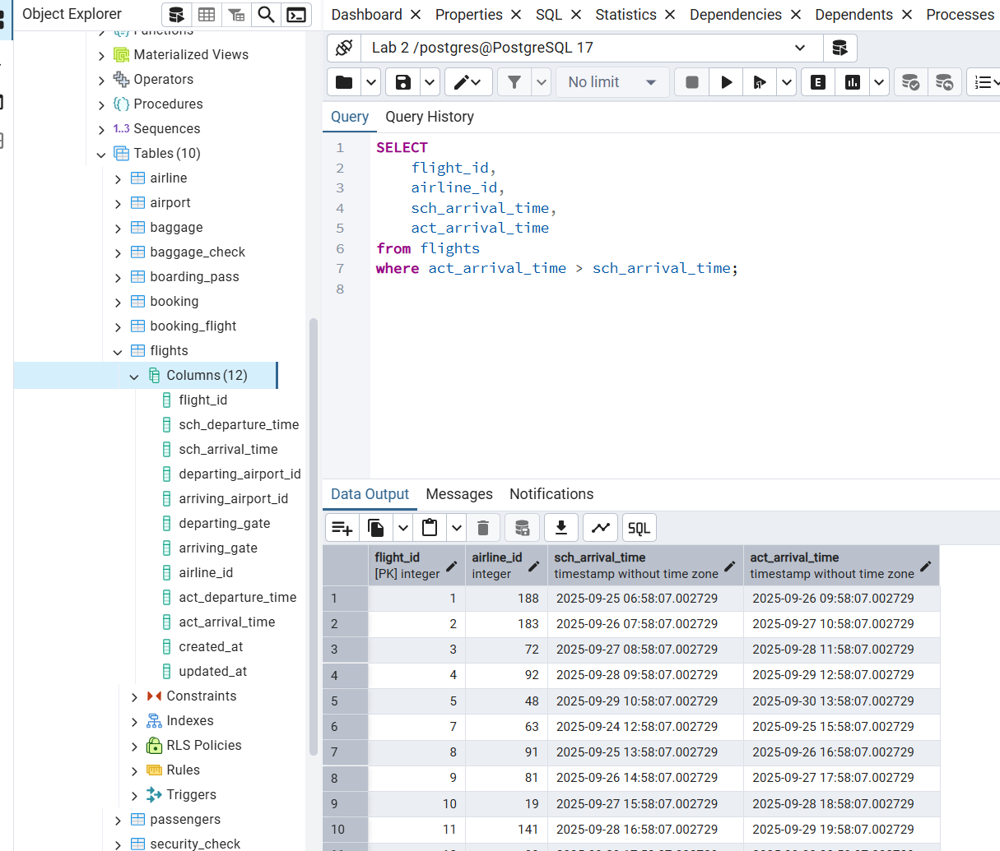 Object Explorer
Functions
Materialized Views
Operators
Procedures
1..3 Sequences
Tables (10)
airline
airport
baggage
baggage_check
boarding_pass
booking
booking_flight
flights
Columns (12)
flight_id
sch_departure_time
sch_arrival_time
departing_airport_id
arriving_airport_id
departing_gate
arriving_gate
airline_id
act_departure_time
act_arrival_time
created_at
updated_at
Constraints
Indexes
RLS Policies
Rules
Triggers
passengers
security_check
Dashboard Properties SQL Statistics Dependencies Dependents Processes
Lab 2 /postgres@PostgreSQL 17
No limit
E
Query Query History
1 SELECT
2 flight_id,
3 airline_id,
4 sch_arrival_time,
5 act_arrival_time
6 from flights
7 where act_arrival_time > sch_arrival_time;
8
Data Output Messages Notifications
SQL
flight_id airline_id sch_arrival_time act_arrival_time
[PK] integer integer timestamp without time zone timestamp without time zone
1 1 188 2025-09-25 06:58:07.002729 2025-09-26 09:58:07.002729
2 2 183 2025-09-26 07:58:07.002729 2025-09-27 10:58:07.002729
3 3 72 2025-09-27 08:58:07.002729 2025-09-28 11:58:07.002729
4 4 92 2025-09-28 09:58:07.002729 2025-09-29 12:58:07.002729
5 5 48 2025-09-29 10:58:07.002729 2025-09-30 13:58:07.002729
6 7 63 2025-09-24 12:58:07.002729 2025-09-25 15:58:07.002729
7 8 91 2025-09-25 13:58:07.002729 2025-09-26 16:58:07.002729
8 9 81 2025-09-26 14:58:07.002729 2025-09-27 17:58:07.002729
9 10 19 2025-09-27 15:58:07.002729 2025-09-28 18:58:07.002729
10 11 141 2025-09-28 16:58:07.002729 2025-09-29 19:58:07.002729